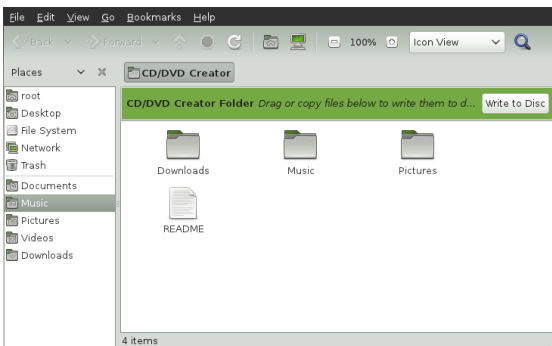 File Edit View Go Bookmarks Help
Back Forward 100% Icon View
Places CD/DVD Creator
root
Desktop
File System
Network
Trash
Documents
Music
Pictures
Videos
Downloads
CD/DVD Creator Folder Drag or copy files below to write them to d... Write to Disc
Downloads Music Pictures
README
4 items